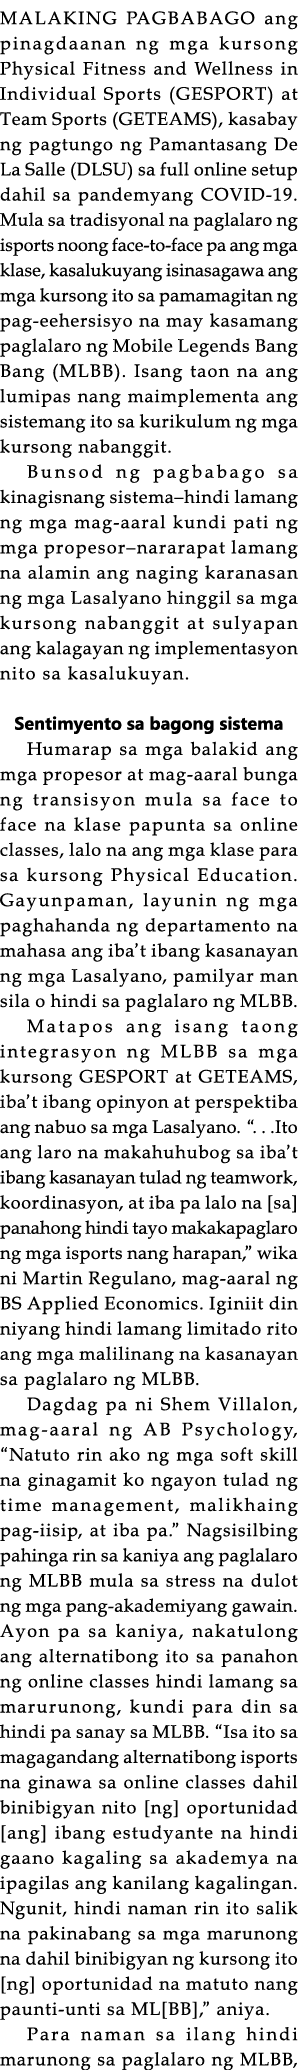 MALAKING PAGBABAGO ang
pinagdaanan ng mga kursong
Physical Fitness and Wellness in
Individual Sports (GESPORT) at
Team Sports (GETEAMS), kasabay
ng pagtungo ng Pamantasang De
La Salle (DLSU) sa full online setup
dahil sa pandemyang COVID-19.
Mula sa tradisyonal na paglalaro ng
isports noong face-to-face pa ang mga
klase, kasalukuyang isinasagawa ang
mga kursong ito sa pamamagitan ng
pag-eehersisyo na may kasamang
paglalaro ng Mobile Legends Bang
Bang (MLBB). Isang taon na ang
lumipas nang maimplementa ang
sistemang ito sa kurikulum ng mga
kursong nabanggit.
Bunsod ng pagbabago sa
kinagisnang sistema–hindi lamang
ng mga mag-aaral kundi pati ng
mga propesor–nararapat lamang
na alamin ang naging karanasan
ng mga Lasalyano hinggil sa mga
kursong nabanggit at sulyapan
ang kalagayan ng implementasyon
nito sa kasalukuyan.
Sentimyento sa bagong sistema
Humarap sa mga balakid ang
mga propesor at mag-aaral bunga
ng transisyon mula sa face to
face na klase papunta sa online
classes, lalo na ang mga klase para
sa kursong Physical Education.
Gayunpaman, layunin ng mga
paghahanda ng departamento na
mahasa ang iba’t ibang kasanayan
ng mga Lasalyano, pamilyar man
sila o hindi sa paglalaro ng MLBB.
Matapos ang isang taong
integrasyon ng MLBB sa mga
kursong GESPORT at GETEAMS,
iba’t ibang opinyon at perspektiba
ang nabuo sa mga Lasalyano. “. . .Ito
ang laro na makahuhubog sa iba’t
ibang kasanayan tulad ng teamwork,
koordinasyon, at iba pa lalo na [sa]
panahong hindi tayo makakapaglaro
ng mga isports nang harapan,” wika
ni Martin Regulano, mag-aaral ng
BS Applied Economics. Iginiit din
niyang hindi lamang limitado rito
ang mga malilinang na kasanayan
sa paglalaro ng MLBB.
Dagdag pa ni Shem Villalon,
mag-aaral ng AB Psychology,
“Natuto rin ako ng mga soft skill
na ginagamit ko ngayon tulad ng
time management, malikhaing
pag-iisip, at iba pa.” Nagsisilbing
pahinga rin sa kaniya ang paglalaro
ng MLBB mula sa stress na dulot
ng mga pang-akademiyang gawain.
Ayon pa sa kaniya, nakatulong
ang alternatibong ito sa panahon
ng online classes hindi lamang sa
marurunong, kundi para din sa
hindi pa sanay sa MLBB. “Isa ito sa
magagandang alternatibong isports
na ginawa sa online classes dahil
binibigyan nito [ng] oportunidad
[ang] ibang estudyante na hindi
gaano kagaling sa akademya na
ipagilas ang kanilang kagalingan.
Ngunit, hindi naman rin ito salik
na pakinabang sa mga marunong
na dahil binibigyan ng kursong ito
[ng] oportunidad na matuto nang
paunti-unti sa ML[BB],” aniya.
Para naman sa ilang hindi
marunong sa paglalaro ng MLBB,